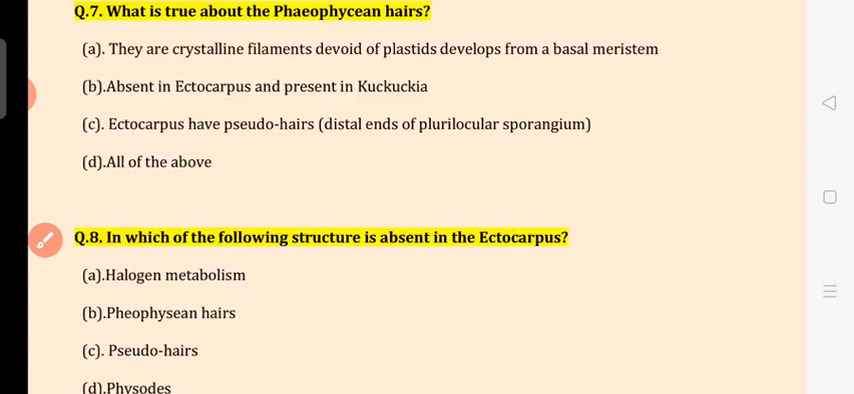 Q.7. What is true about the Phaeophycean hairs?
(a). They are crystalline filaments devoid of plastids develops from a basal meristem
(b).Absent in Ectocarpus and present in Kuckuckia
(c). Ectocarpus have pseudo-hairs (distal ends of plurilocular sporangium)
(d).All of the above
Q.8. In which of the following structure is absent in the Ectocarpus?
(a).Halogen metabolism
(b).Pheophysean hairs
(c). Pseudo-hairs
(d).Physodes